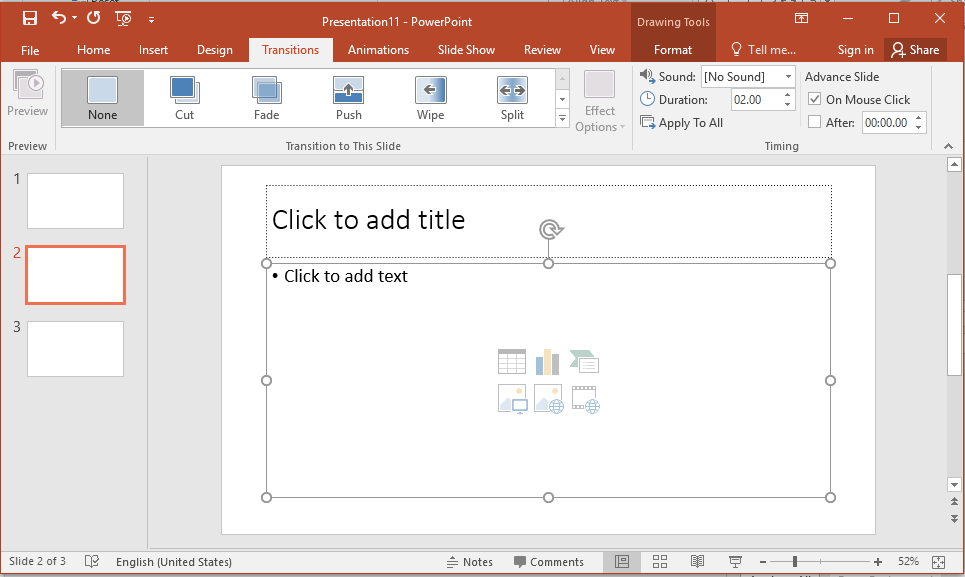 Presentation11 - PowerPoint
Drawing Tools
File
Home
Insert
Design
Transitions
Animations
Slide Show
Review
View
Format
Tell me...
Sign in
Share
Preview
None
Cut
Fade
Push
Wipe
Split
Effect
Options
Sound:
[No Sound]
Duration:
02.00
Apply To All
Advance Slide
On Mouse Click
After:
00:00.00
Preview
Transition to This Slide
Timing
1
2
3
Click to add title
• Click to add text
Slide 2 of 3
English (United States)
Notes
Comments
52%